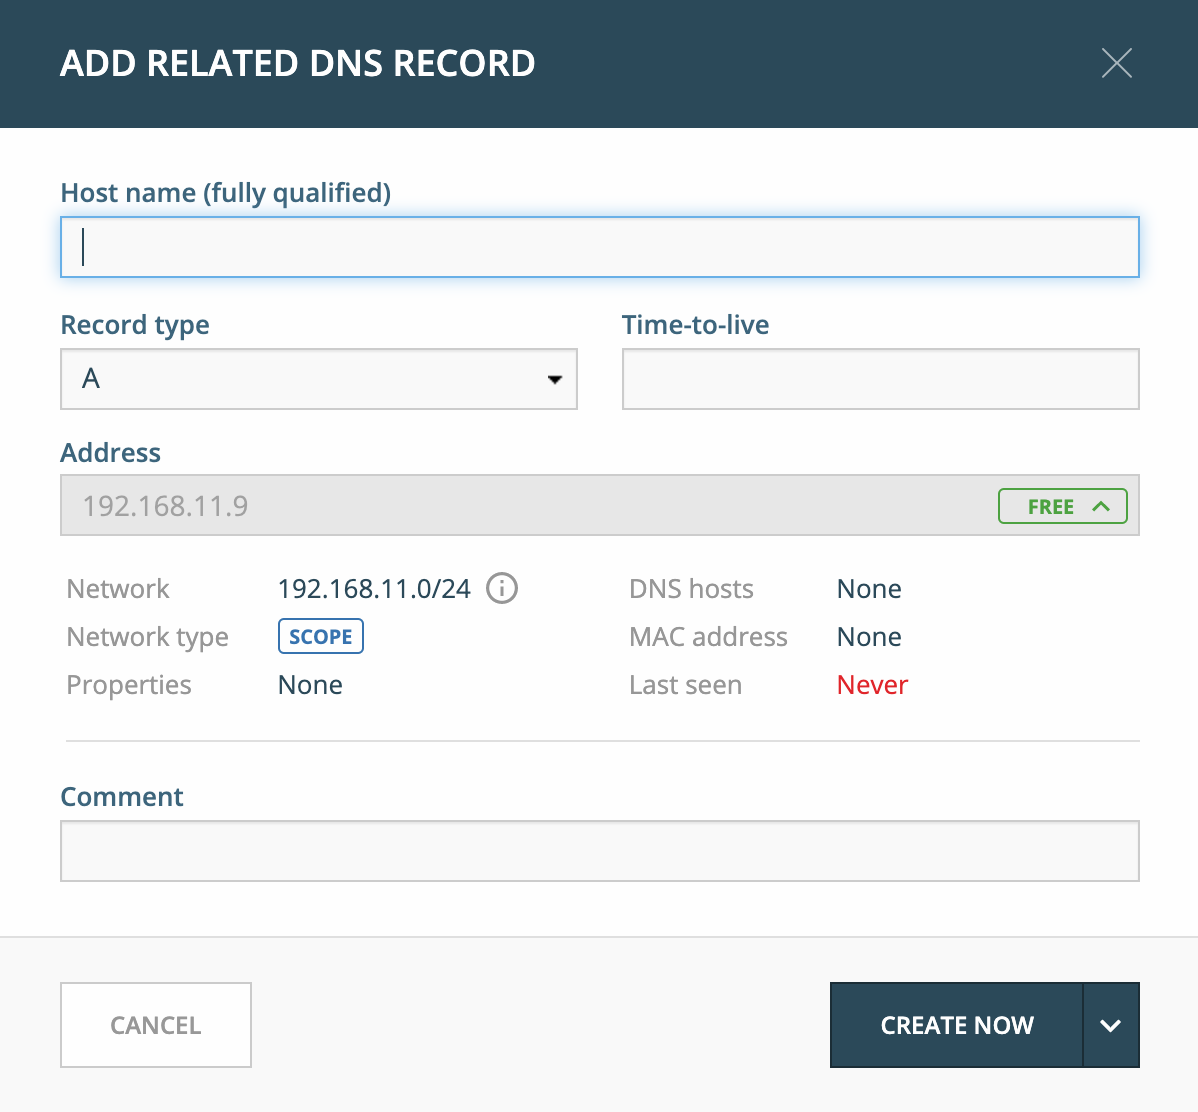 ADD RELATED DNS RECORD
Host name (fully qualified)
Record type
Time-to-live
A
Address
192.168.11.9
FREE
Network 192.168.11.0/24 DNS hosts None
Network type SCOPE MAC address None
Properties None Last seen Never
Comment
CANCEL
CREATE NOW